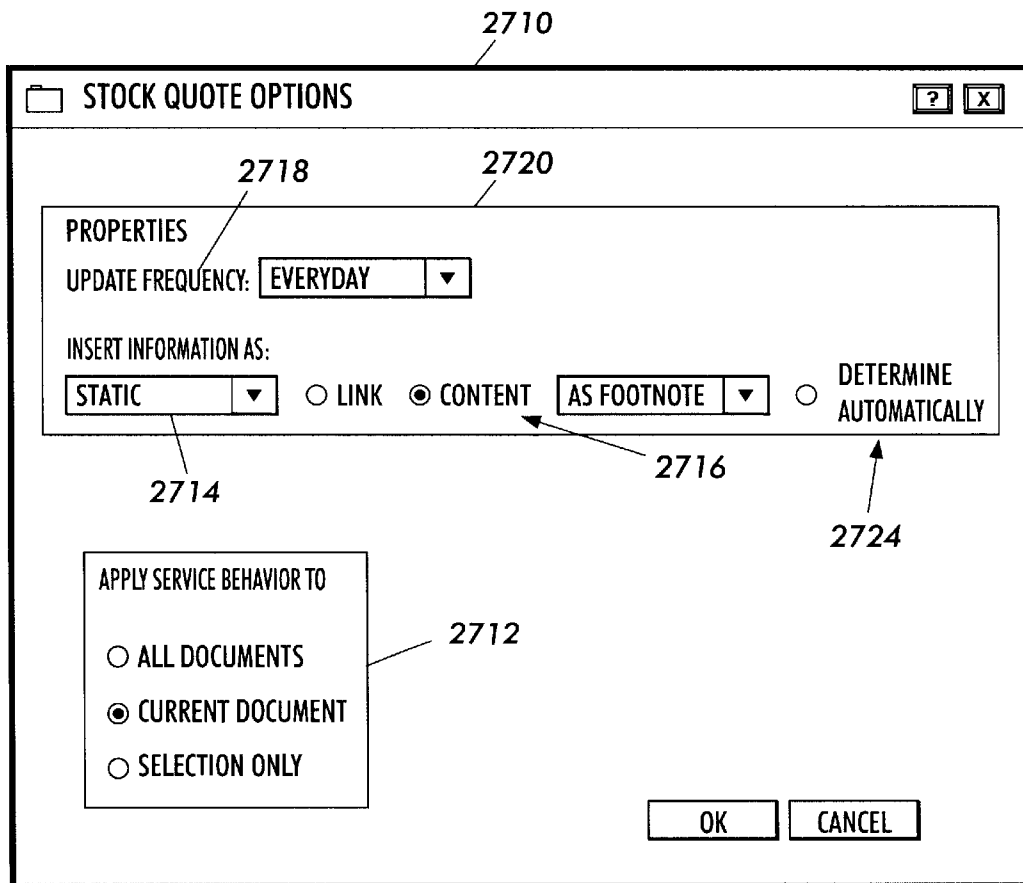 2710
STOCK QUOTE OPTIONS ? X
2718 2720
PROPERTIES
UPDATE FREQUENCY: EVERYDAY
INSERT INFORMATION AS:
STATIC LINK CONTENT AS FOOTNOTE DETERMINE
AUTOMATICALLY
2714 2716
2724
APPLY SERVICE BEHAVIOR TO
2712
ALL DOCUMENTS
CURRENT DOCUMENT
SELECTION ONLY
OK CANCEL